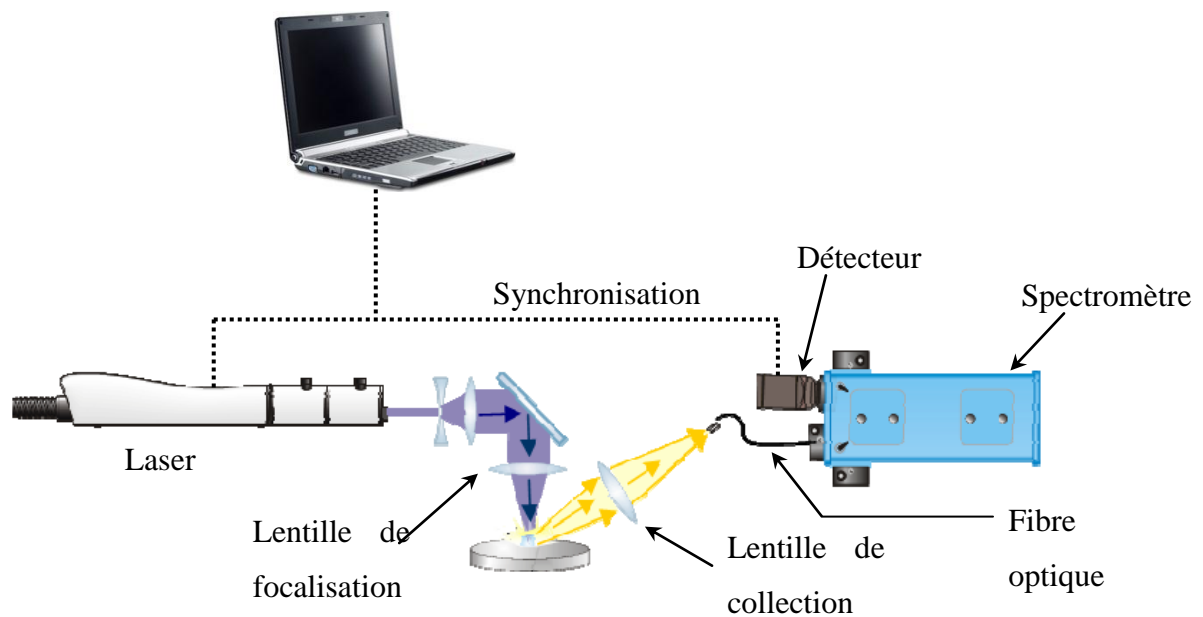 Détecteur
Synchronisation
Spectromètre
Laser
Lentille de
focalisation
Lentille de
collection
Fibre
optique